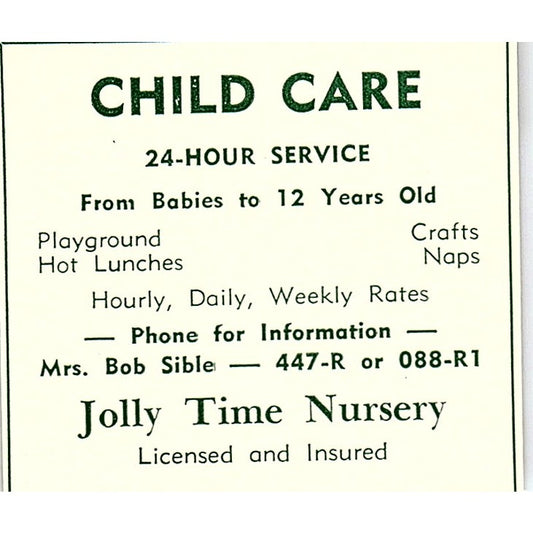 CHILD CARE
24-HOUR SERVICE
From Babies to 12 Years Old
Playground Crafts
Hot Lunches Naps
Hourly, Daily, Weekly Rates
— Phone for Information —
Mrs. Bob Sible — 447-R or 088-R1
Jolly Time Nursery
Licensed and Insured